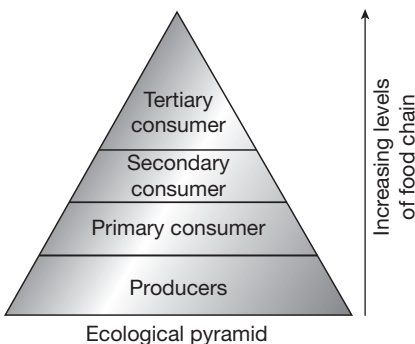 Tertiary
consumer
Secondary
consumer
Primary consumer
Producers
Increasing levels
of food chain
Ecological pyramid